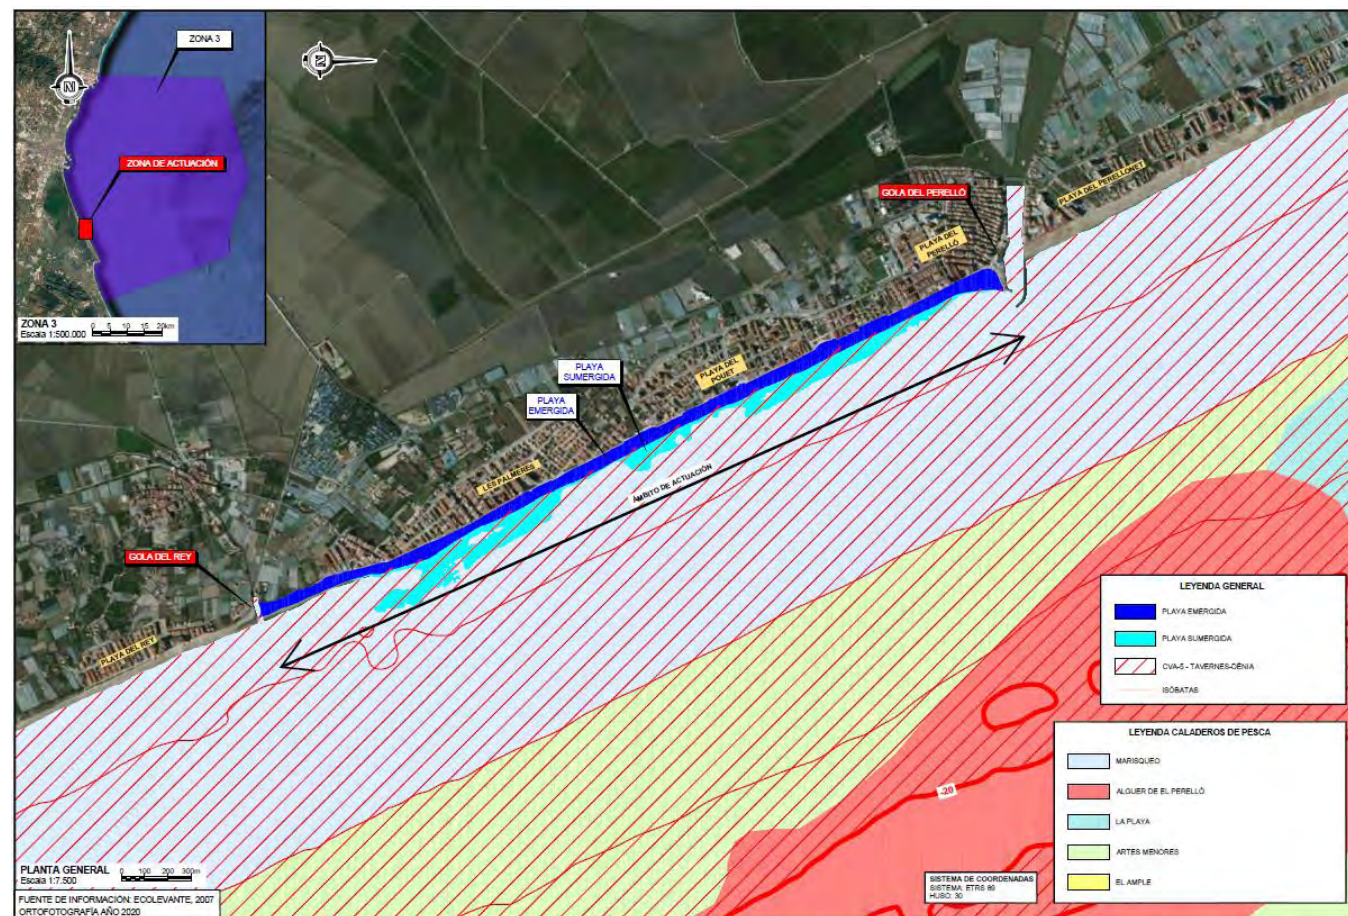 ZONA 3
N
N
ZONA DE ACTUACIÓN
ZONA 3
Escala 1:500.000
0 5 10 15 20km
GOLA DEL PERELLÓ
PLAYA DEL PERELLONET
PLAYA DEL
PERELLÓ
PLAYA
SUMERGIDA
PLAYA DEL
POUET
PLAYA
EMERGIDA
LES PALMERES
ÁMBITO DE ACTUACIÓN
GOLA DEL REY
PLAYA DEL REY
LEYENDA GENERAL
PLAYA EMERGIDA
PLAYA SUMERGIDA
CVA-5 - TAVERNES-DÉNIA
ISÓBATAS
LEYENDA CALADEROS DE PESCA
MARISQUEO
ALGUER DE EL PERELLÓ
LA PLAYA
ARTES MENORES
EL AMPLE
-20
PLANTA GENERAL
Escala 1:7.500
0 100 200 300m
SISTEMA DE COORDENADAS
SISTEMA: ETRS 89
HUSO: 30
FUENTE DE INFORMACIÓN: ECOLEVANTE, 2007
ORTOFOTOGRAFÍA AÑO 2020